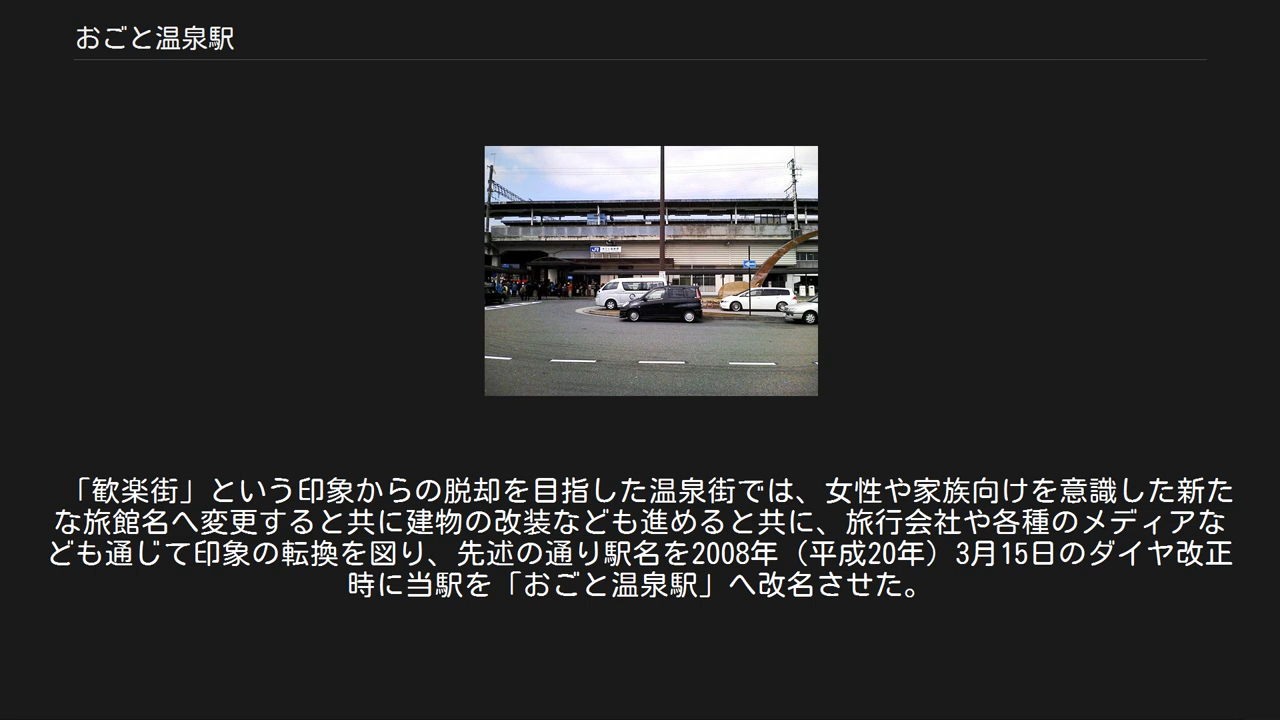 おごと温泉駅
「歓楽街」という印象からの脱却を目指した温泉街では、女性や家族向けを意識した新た
な旅館名へ変更すると共に建物の改装なども進めると共に、旅行会社や各種のメディアな
ども通じて印象の転換を図り、先述の通り駅名を2008年（平成20年）3月15日のダイヤ改正
時に当駅を「おごと温泉駅」へ改名させた。